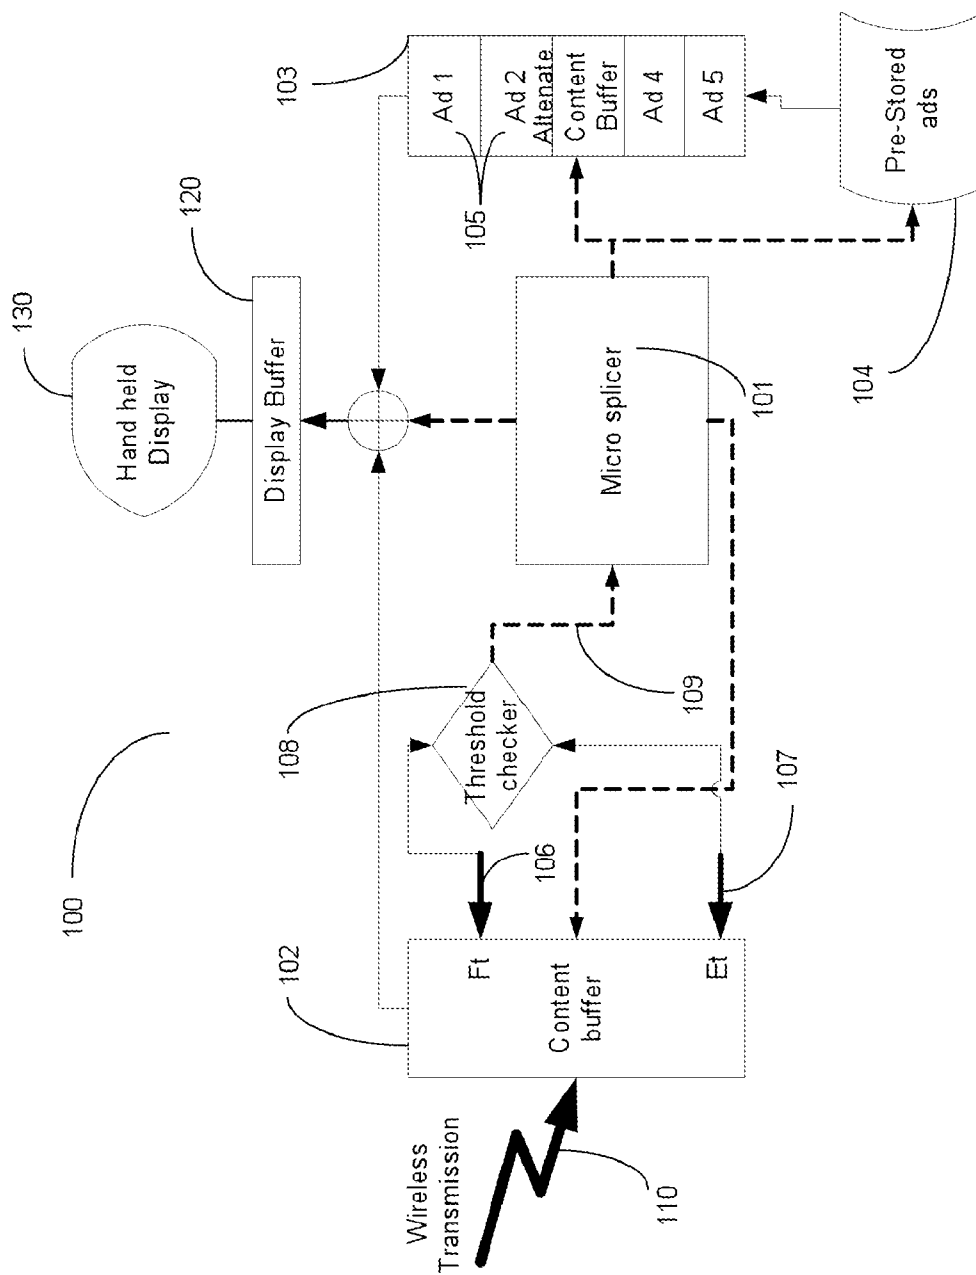 130
100
Hand held
Display
120
Display Buffer
102
108
103
Wireless
Transmission
110
Content
buffer
Ft
Et
106
107
Threshold
checker
109
Micro splicer
101
105
Ad 1
Ad 2
Altenate
Content
Buffer
Ad 4
Ad 5
104
Pre-Stored
ads